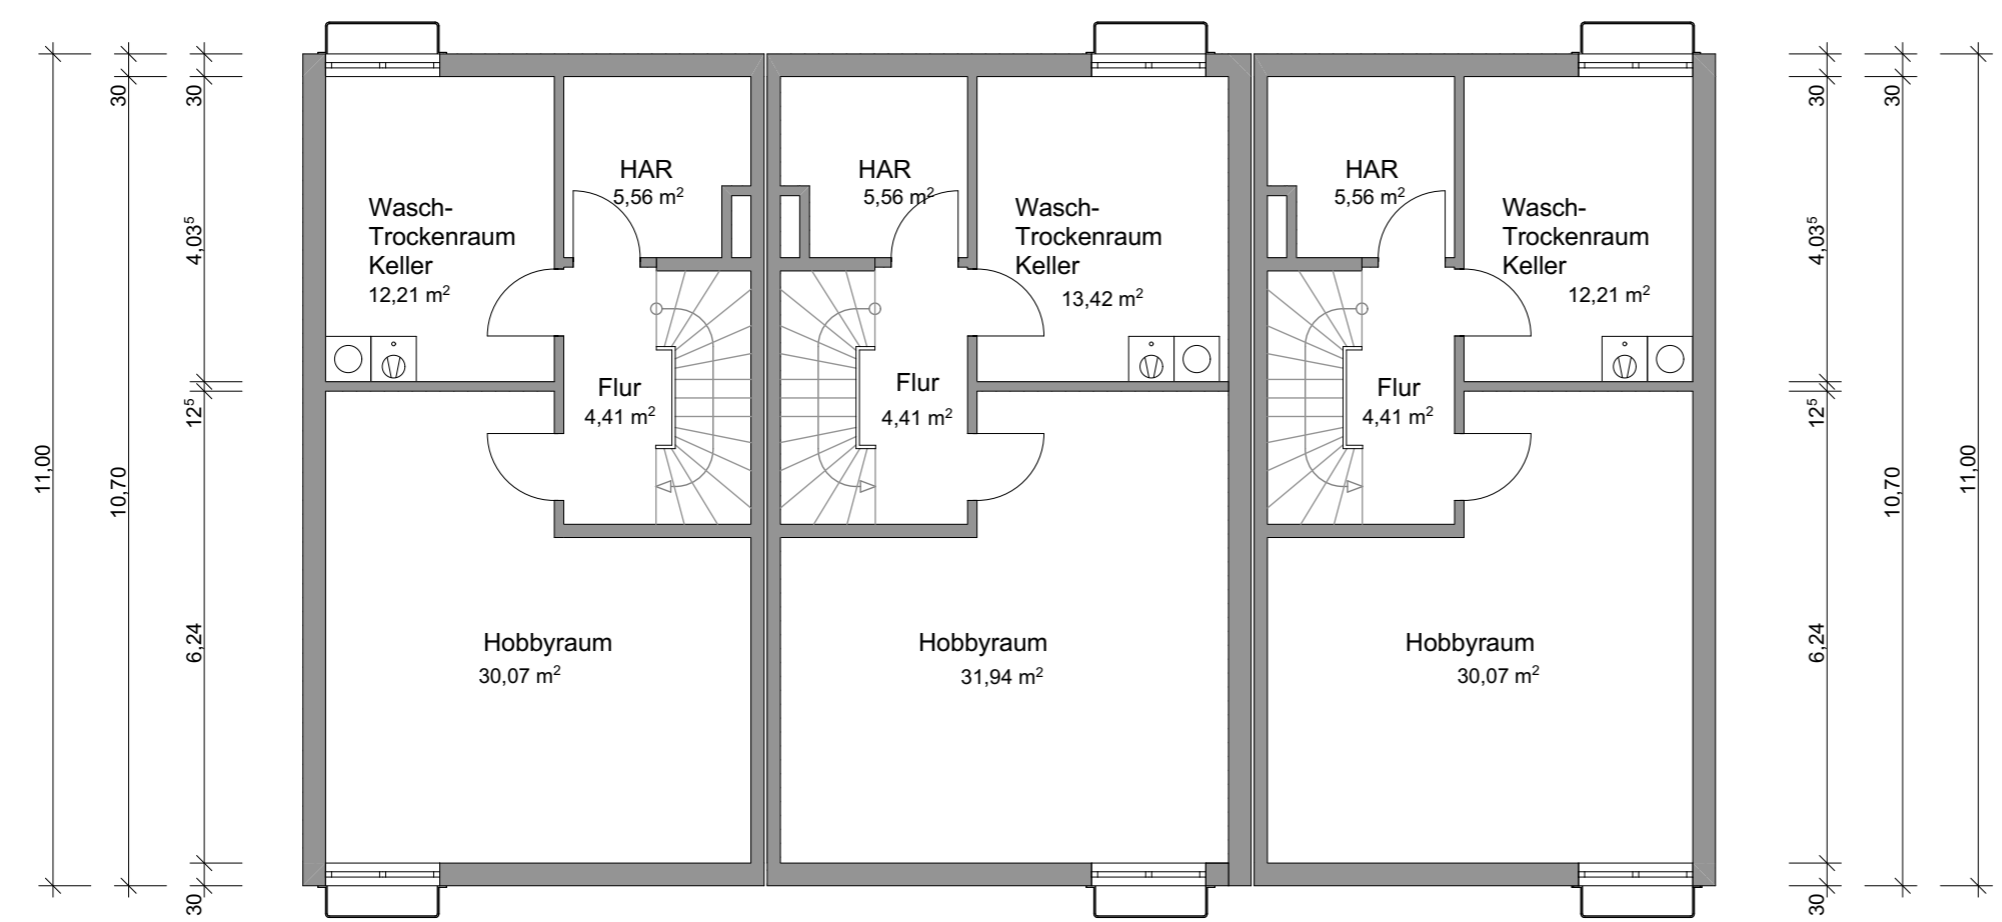 30
30
4,035
12⁵
11,00
10,70
6,24
30
Wasch-
Trockenraum
Keller
12,21 m²
HAR
5,56 m²
Flur
4,41 m²
Hobbyraum
30,07 m²
HAR
5,56 m²
Wasch-
Trockenraum
Keller
13,42 m²
Flur
4,41 m²
Hobbyraum
31,94 m²
HAR
5,56 m²
Wasch-
Trockenraum
Keller
12,21 m²
Flur
4,41 m²
Hobbyraum
30,07 m²
30
30
4,03⁵
12⁵
11,00
10,70
6,24
30